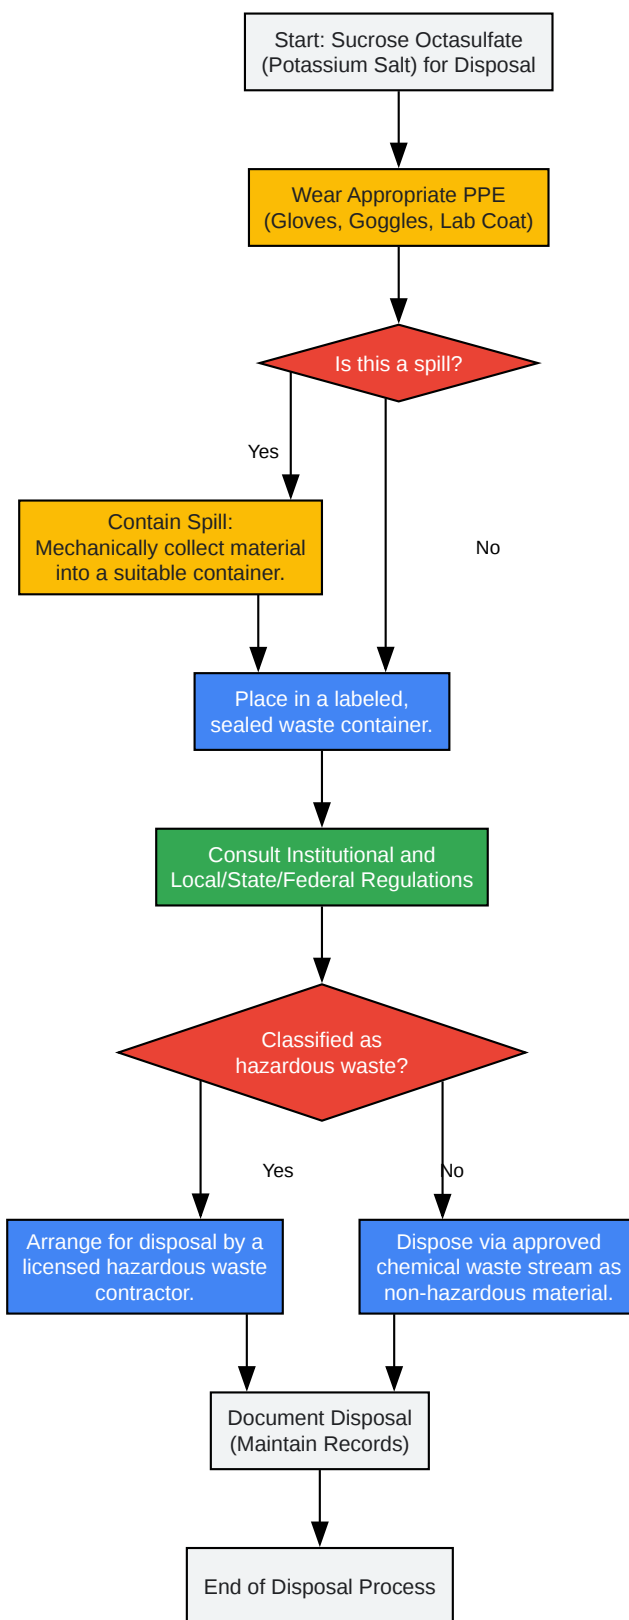 Start: Sucrose Octasulfate
(Potassium Salt) for Disposal
Wear Appropriate PPE
(Gloves, Goggles, Lab Coat)
Is this a spill?
Yes
Contain Spill:
Mechanically collect material
into a suitable container.
No
Place in a labeled,
sealed waste container.
Consult Institutional and
Local/State/Federal Regulations
Classified as
hazardous waste?
Yes
No
Arrange for disposal by a
licensed hazardous waste
contractor.
Dispose via approved
chemical waste stream as
non-hazardous material.
Document Disposal
(Maintain Records)
End of Disposal Process